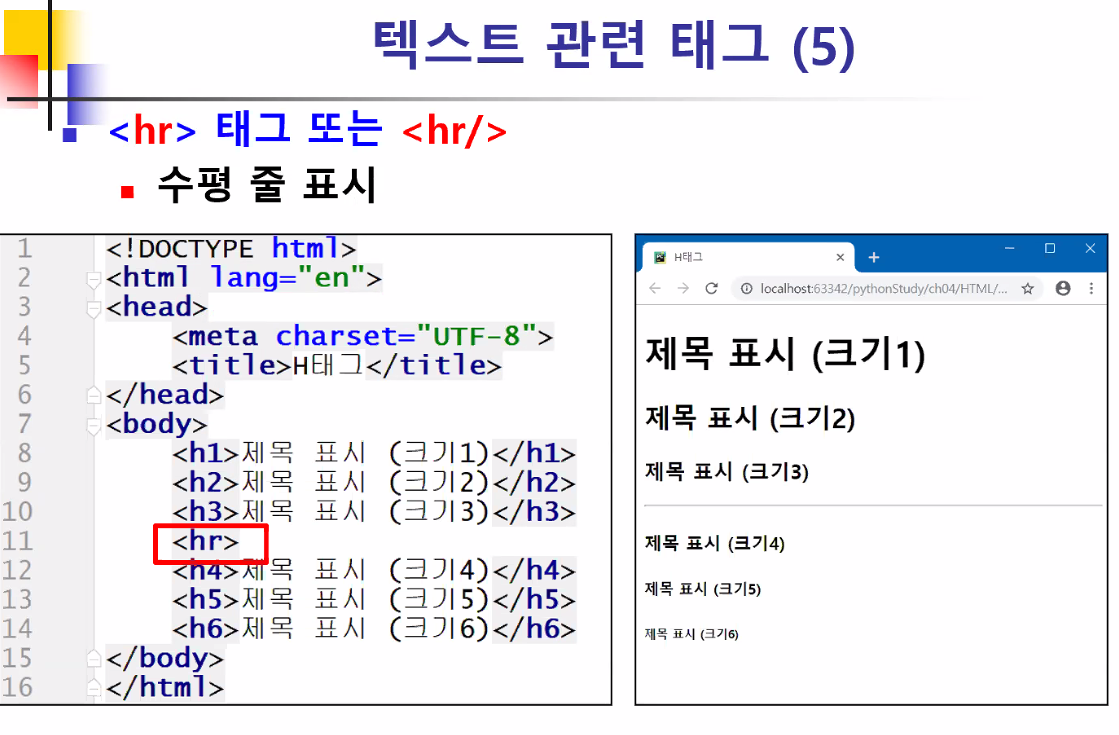 텍스트 관련 태그 (5)
<hr> 태그 또는 <hr/>
수평 줄 표시
1 <!DOCTYPE html>
2 <html lang="en">
3 <head>
4 <meta charset="UTF-8">
5 <title>H태그</title>
6 </head>
7 <body>
8 <h1>제목 표시 (크기1)</h1>
9 <h2>제목 표시 (크기2)</h2>
10 <h3>제목 표시 (크기3)</h3>
11 <hr>
12 <h4>제목 표시 (크기4)</h4>
13 <h5>제목 표시 (크기5)</h5>
14 <h6>제목 표시 (크기6)</h6>
15 </body>
16 </html>
H태그
localhost:63342/pythonStudy/ch04/HTML/...
제목 표시 (크기1)
제목 표시 (크기2)
제목 표시 (크기3)
제목 표시 (크기4)
제목 표시 (크기5)
제목 표시 (크기6)